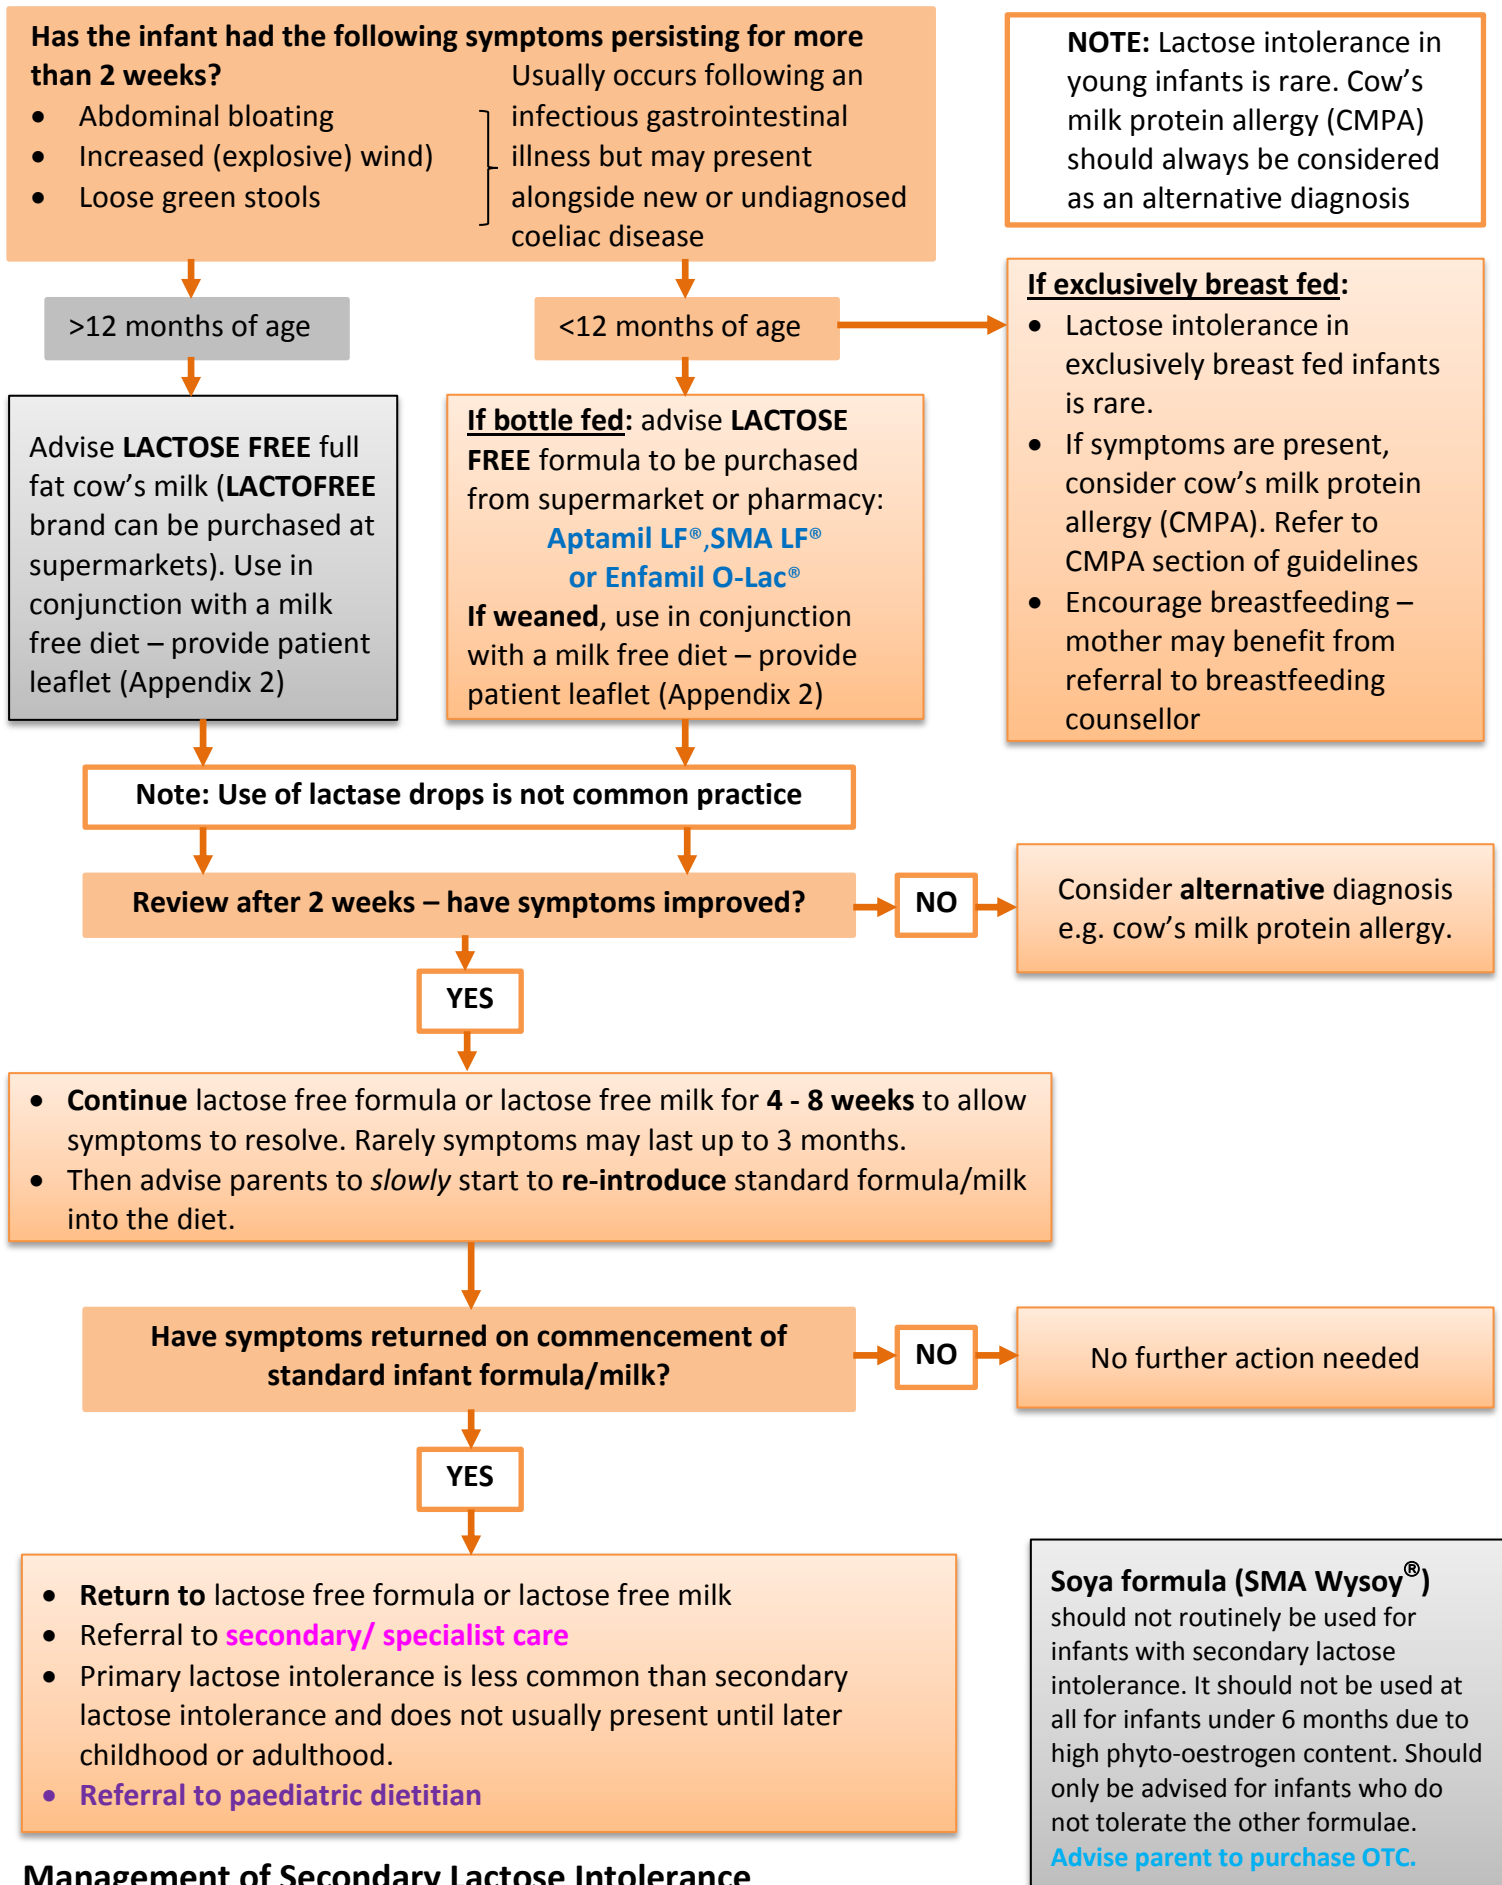 Has the infant had the following symptoms persisting for more
than 2 weeks?
• Abdominal bloating
• Increased (explosive) wind)
• Loose green stools
Usually occurs following an
infectious gastrointestinal
illness but may present
alongside new or undiagnosed
coeliac disease
NOTE: Lactose intolerance in
young infants is rare. Cow's
milk protein allergy (CMPA)
should always be considered
as an alternative diagnosis
>12 months of age
<12 months of age
If exclusively breast fed:
• Lactose intolerance in
exclusively breast fed infants
is rare.
• If symptoms are present,
consider cow's milk protein
allergy (CMPA). Refer to
CMPA section of guidelines
• Encourage breastfeeding –
mother may benefit from
referral to breastfeeding
counsellor
Advise LACTOSE FREE full
fat cow's milk (LACTOFREE
brand can be purchased at
supermarkets). Use in
conjunction with a milk
free diet – provide patient
leaflet (Appendix 2)
If bottle fed: advise LACTOSE
FREE formula to be purchased
from supermarket or pharmacy:
Aptamil LF®,SMA LF®
or Enfamil O-Lac®
If weaned, use in conjunction
with a milk free diet – provide
patient leaflet (Appendix 2)
Note: Use of lactase drops is not common practice
Review after 2 weeks – have symptoms improved?
NO
Consider alternative diagnosis
e.g. cow's milk protein allergy.
YES
• Continue lactose free formula or lactose free milk for 4 - 8 weeks to allow
symptoms to resolve. Rarely symptoms may last up to 3 months.
• Then advise parents to slowly start to re-introduce standard formula/milk
into the diet.
Have symptoms returned on commencement of
standard infant formula/milk?
NO
No further action needed
YES
• Return to lactose free formula or lactose free milk
• Referral to secondary/ specialist care
• Primary lactose intolerance is less common than secondary
lactose intolerance and does not usually present until later
childhood or adulthood.
• Referral to paediatric dietitian
Soya formula (SMA Wysoy®)
should not routinely be used for
infants with secondary lactose
intolerance. It should not be used at
all for infants under 6 months due to
high phyto-oestrogen content. Should
only be advised for infants who do
not tolerate the other formulae.
Advise parent to purchase OTC.
Management of Secondary Lactose Intolerance